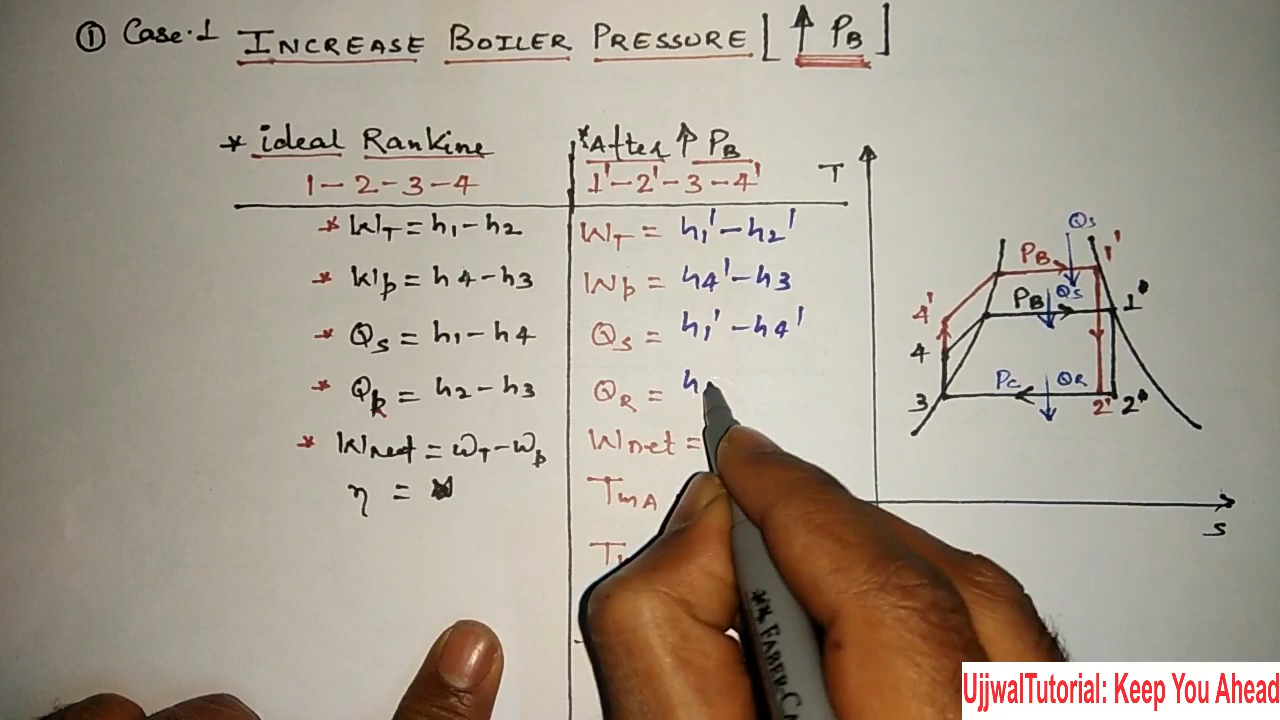 ① Case·1 INCREASE BOILER PRESSURE [↑ PB]
* ideal Rankine
1-2-3-4
* WT = h1-h2
* Wp = h4-h3
* Qs = h1-h4
* QR = h2-h3
* Wnet = WT-Wp
η =
*After ↑ PB
1'-2'-3-4'
WT = h1'-h2'
Wp = h4'-h3
Qs = h1'-h4'
QR = h
Wnet =
TmA
T
T
Qs
PB 1'
PB Qs 1
4'
4
Pc QR
3 2' 2
S
**FABER-CA
UjjwalTutorial: Keep You Ahead